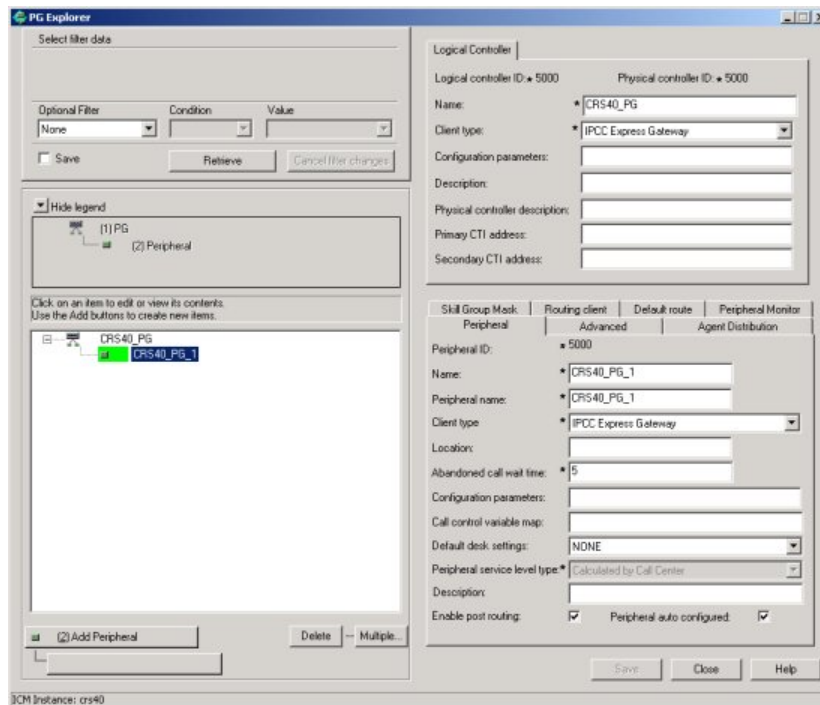 PG Explorer
Select filter data
Optional Filter Condition Value
None
Save Retrieve Cancel filter changes
Hide legend
(1) PG
(2) Peripheral
Click on an item to edit or view its contents.
Use the Add buttons to create new items.
CRS40_PG
CRS40_PG_1
(2) Add Peripheral Delete Multiple...
Logical Controller
Logical controller ID: * 5000 Physical controller ID: * 5000
Name: * CRS40_PG
Client type: * IPCC Express Gateway
Configuration parameters:
Description:
Physical controller description:
Primary CTI address:
Secondary CTI address:
Skill Group Mask Routing client Default route Peripheral Monitor
Peripheral Advanced Agent Distribution
Peripheral ID: * 5000
Name: * CRS40_PG_1
Peripheral name: * CRS40_PG_1
Client type * IPCC Express Gateway
Location:
Abandoned call wait time: * 5
Configuration parameters:
Call control variable map:
Default desk settings: NONE
Peripheral service level type: * Calculated by Call Center
Description:
Enable post routing: Peripheral auto configured:
Save Close Help
ICM Instance: crs40